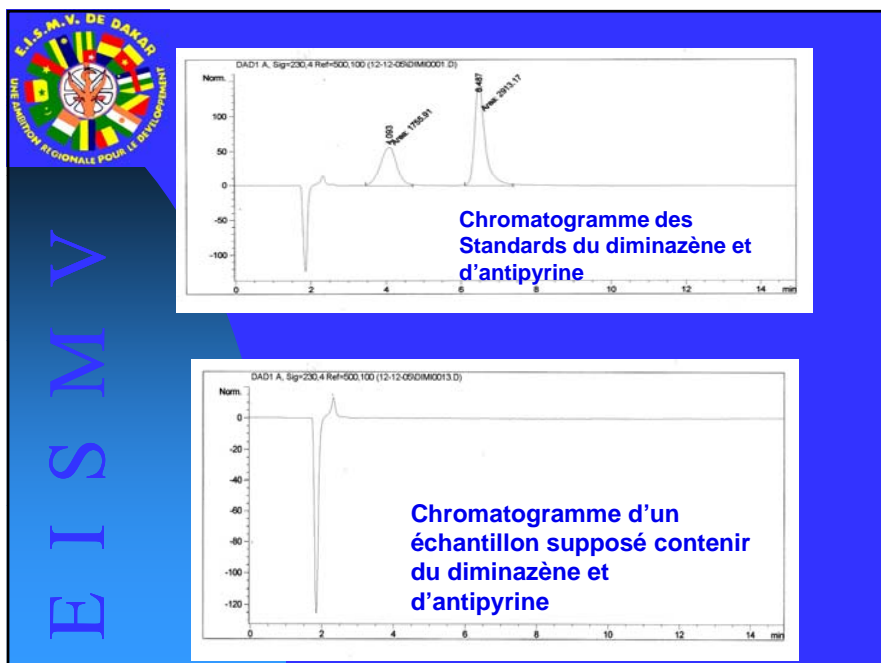 E.I.S.M.V. DE DAKAR
UNE AMBITION REGIONALE POUR LE DEVELOPPEMENT
E I S M V
DAD1 A, Sig=230,4 Ref=500,100 (12-12-05\DIMI0001.D)
Norm.
100
50
0
-50
-100
4.093
Area: 1755.91
6.487
Area: 2913.17
Chromatogramme des
Standards du diminazène et
d'antipyrine
0 2 4 6 8 10 12 14 min
DAD1 A, Sig=230,4 Ref=500,100 (12-12-05\DIMI0013.D)
Norm.
0
-20
-40
-60
-80
-100
-120
Chromatogramme d'un
échantillon supposé contenir
du diminazène et
d'antipyrine
0 2 4 6 8 10 12 14 min